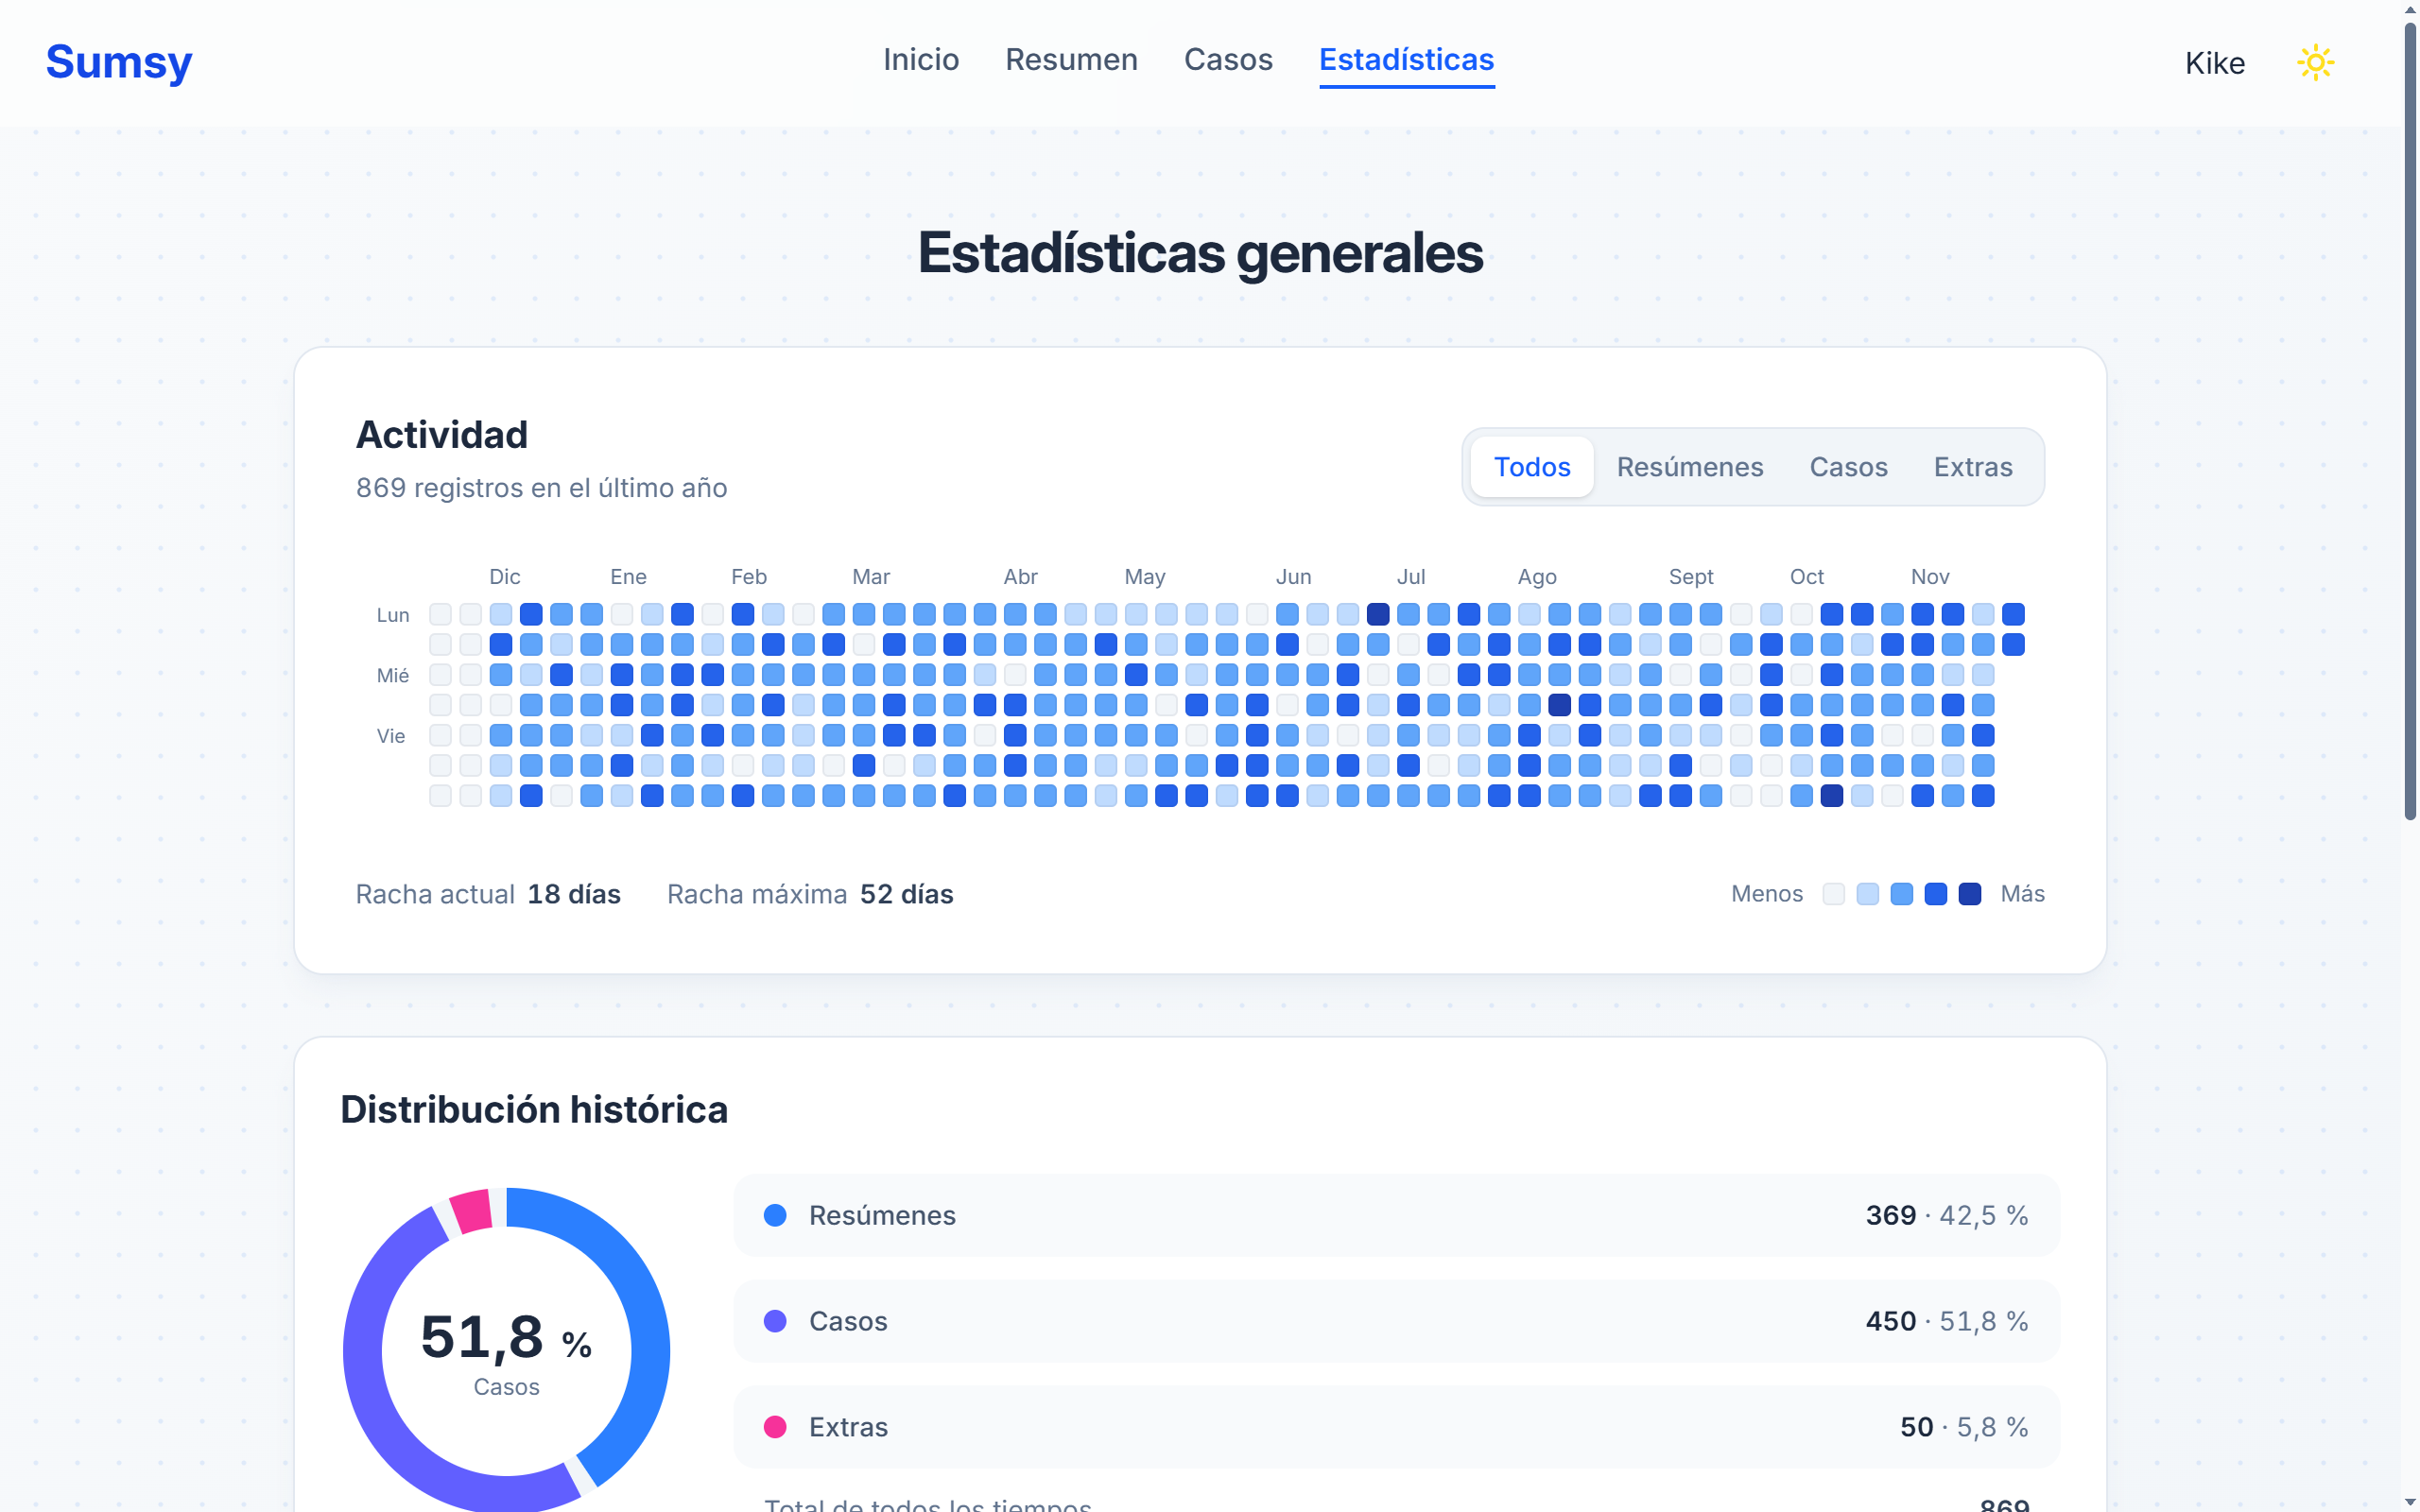 Sumsy
Inicio Resumen Casos Estadísticas
Kike
Estadísticas generales
Actividad
869 registros en el último año
Todos Resúmenes Casos Extras
Dic Ene Feb Mar Abr May Jun Jul Ago Sept Oct Nov
Lun
Mié
Vie
Racha actual 18 días Racha máxima 52 días
Menos Más
Distribución histórica
51,8 %
Casos
Resúmenes 369 · 42,5 %
Casos 450 · 51,8 %
Extras 50 · 5,8 %
Total de todos los tiempos 869